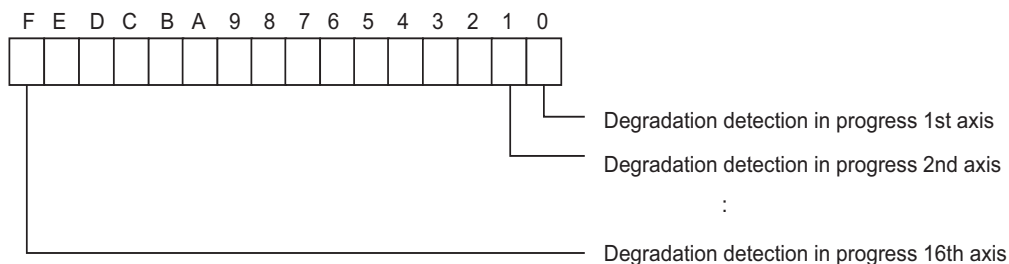 F E D C B A 9 8 7 6 5 4 3 2 1 0
Degradation detection in progress 1st axis
Degradation detection in progress 2nd axis
:
Degradation detection in progress 16th axis